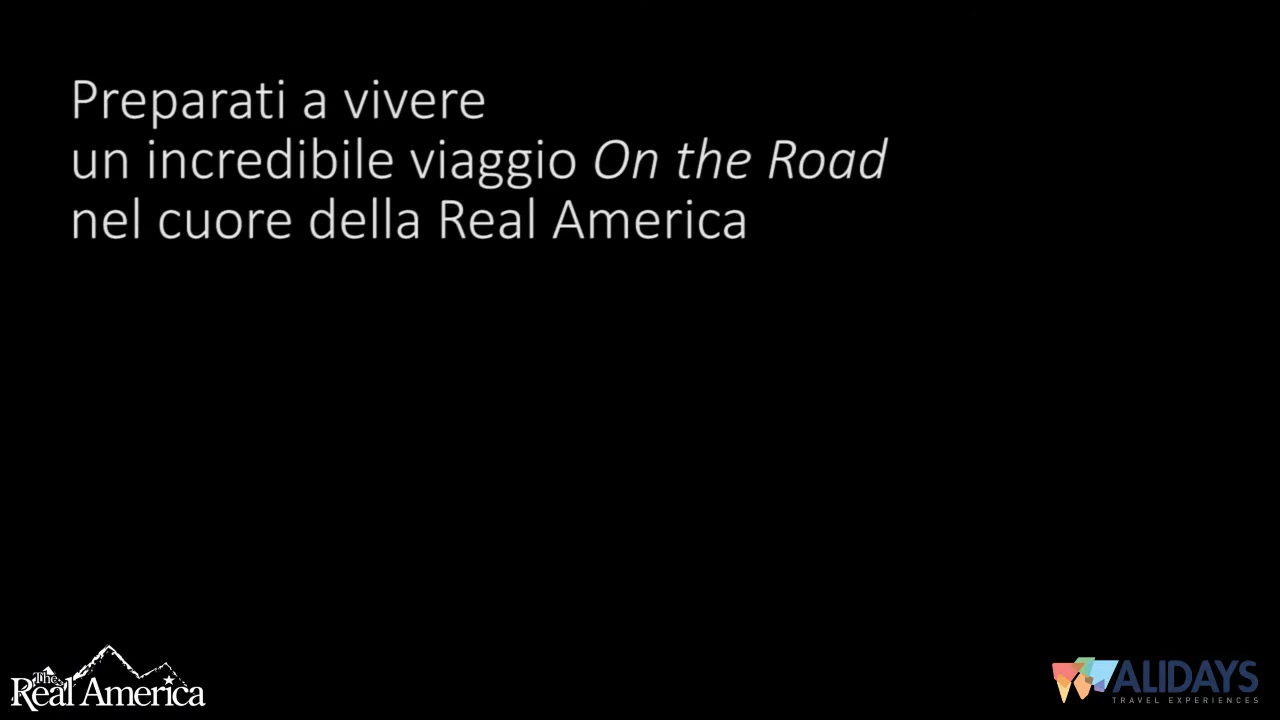 Preparati a vivere
un incredibile viaggio On the Road
nel cuore della Real America
The
Real America
ALIDAYS
TRAVEL EXPERIENCES